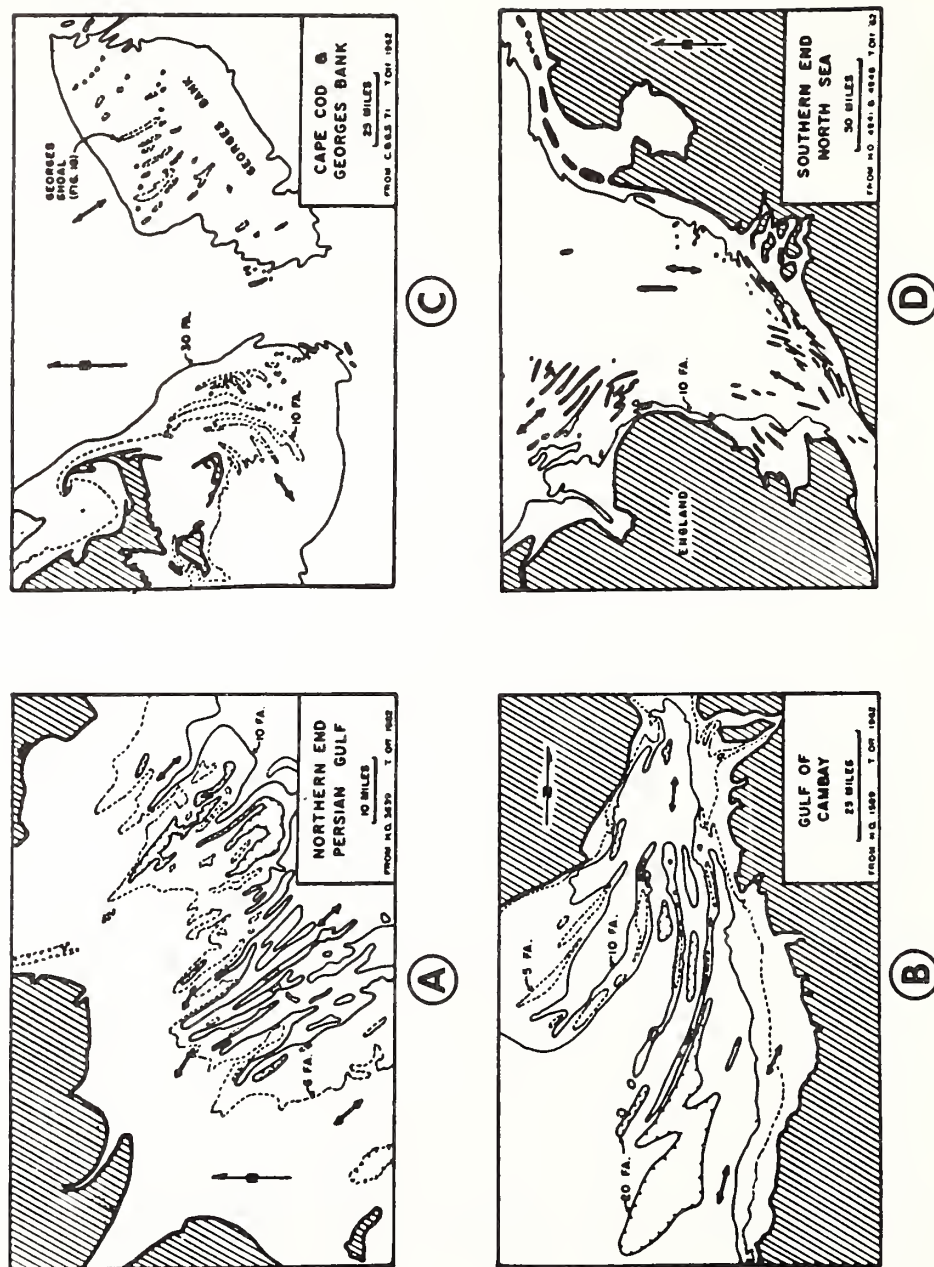 NORTHERN END
PERSIAN GULF
10 MILES
10 FA.
5 FA.
A
GULF OF
CAMBAY
25 MILES
5 FA.
10 FA.
20 FA.
B
CAPE COD &
GEORGES BANK
25 MILES
GEORGES
SHOAL
GEORGES BANK
30 FA.
10 FA.
C
SOUTHERN END
NORTH SEA
30 MILES
10 FA.
ENGLAND
D